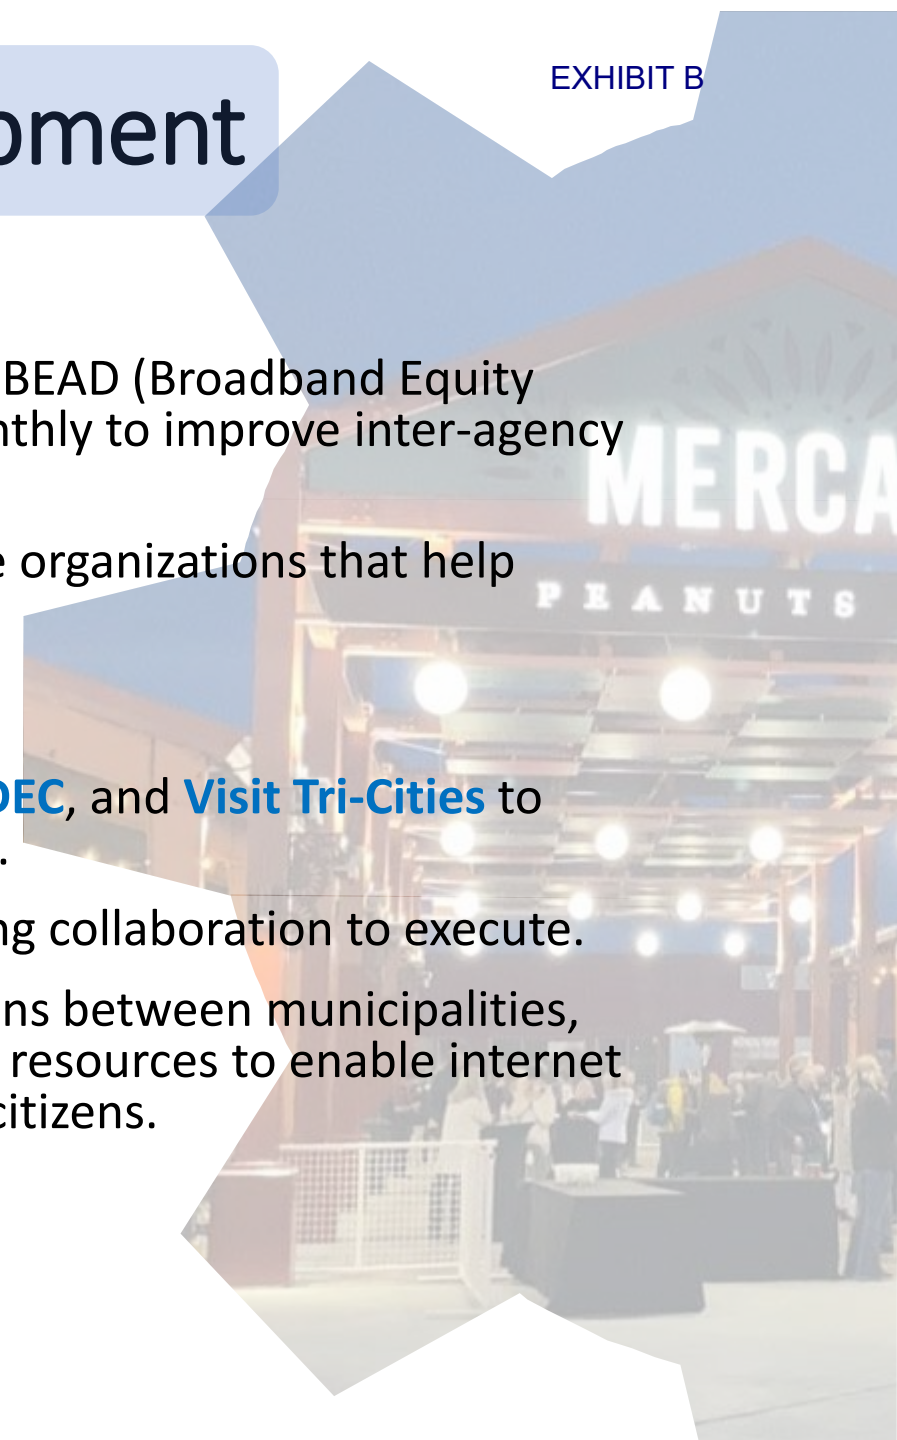 EXHIBIT B
pment
BEAD (Broadband Equity
nthly to improve inter-agency
MERCA
e organizations that help
PEANUTS
DEC, and Visit Tri-Cities to
.
ng collaboration to execute.
ns between municipalities,
resources to enable internet
citizens.